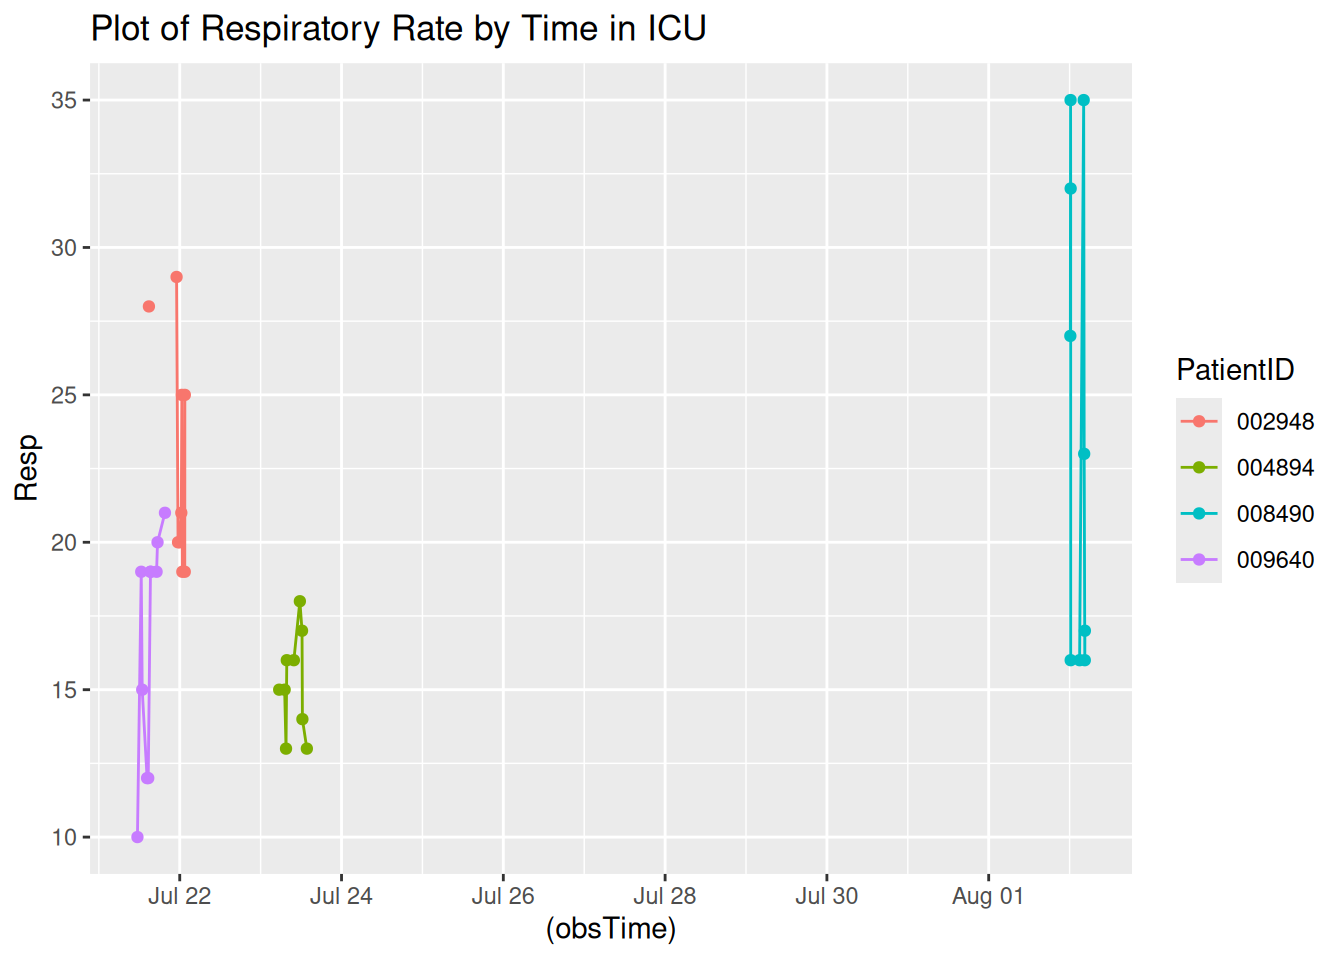 Plot of Respiratory Rate by Time in ICU
35
30
25
20
15
10
Resp
Jul 22
Jul 24
Jul 26
Jul 28
Jul 30
Aug 01
(obsTime)
PatientID
002948
004894
008490
009640